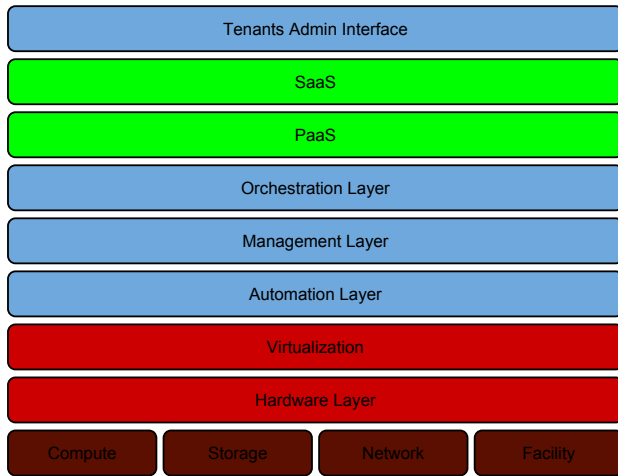 Tenants Admin Interface
SaaS
PaaS
Orchestration Layer
Management Layer
Automation Layer
Virtualization
Hardware Layer
Compute Storage Network Facility